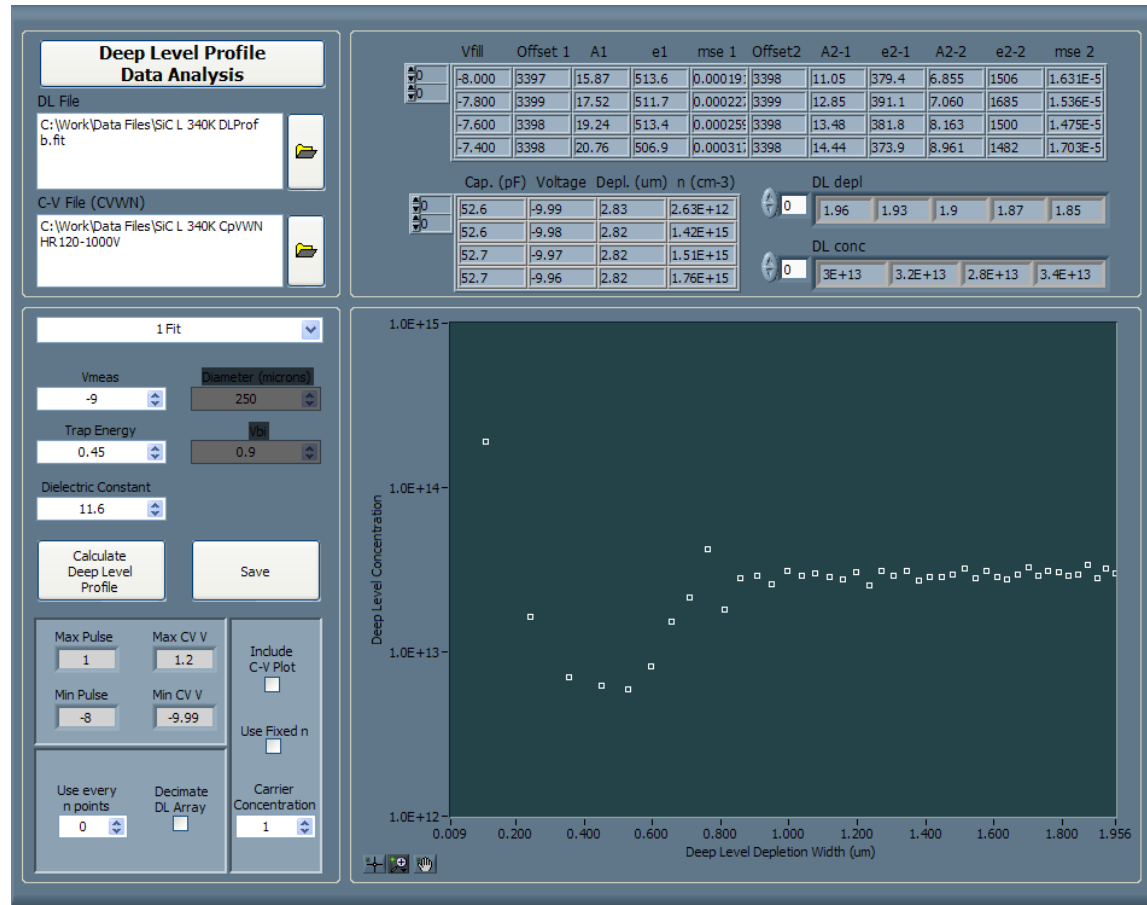 Deep Level Profile
Data Analysis
DL File
C:\Work\Data Files\SiC L 340K DLProf
b.fit
C-V File (CVWN)
C:\Work\Data Files\SiC L 340K CpVWN
HR120-1000V
Vfill Offset 1 A1 e1 mse 1 Offset2 A2-1 e2-1 A2-2 e2-2 mse 2
0
0
-8.000 3397 15.87 513.6 0.00019 3398 11.05 379.4 6.855 1506 1.631E-5
-7.800 3399 17.52 511.7 0.00022 3399 12.85 391.1 7.060 1685 1.536E-5
-7.600 3398 19.24 513.4 0.00025 3398 13.48 381.8 8.163 1500 1.475E-5
-7.400 3398 20.76 506.9 0.00031 3398 14.44 373.9 8.961 1482 1.703E-5
Cap. (pF) Voltage Depl. (um) n (cm-3)
0
0
52.6 -9.99 2.83 2.63E+12
52.6 -9.98 2.82 1.42E+15
52.7 -9.97 2.82 1.51E+15
52.7 -9.96 2.82 1.76E+15
DL depl
0 1.96 1.93 1.9 1.87 1.85
DL conc
0 3E+13 3.2E+13 2.8E+13 3.4E+13
1 Fit
Vmeas Diameter (microns)
-9 250
Trap Energy Vbi
0.45 0.9
Dielectric Constant
11.6
Calculate
Deep Level
Profile
Save
Max Pulse Max CV V
1 1.2
Min Pulse Min CV V
-8 -9.99
Include
C-V Plot
Use Fixed n
Use every
n points
0
Decimate
DL Array
Carrier
Concentration
1
1.0E+15
1.0E+14
1.0E+13
1.0E+12
Deep Level Concentration
0.009 0.200 0.400 0.600 0.800 1.000 1.200 1.400 1.600 1.800 1.956
Deep Level Depletion Width (um)